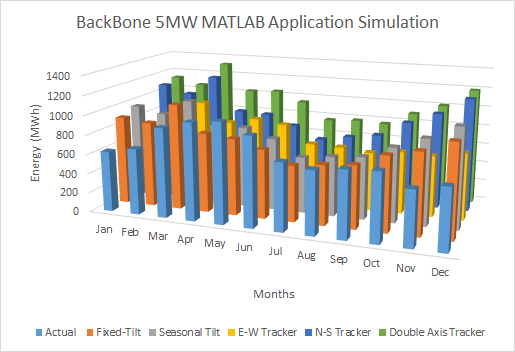 BackBone 5MW MATLAB Application Simulation
Energy (MWh)
1400
1200
1000
800
600
400
200
0
Jan Feb Mar Apr May Jun Jul Aug Sep Oct Nov Dec
Months
Actual Fixed-Tilt Seasonal Tilt E-W Tracker N-S Tracker Double Axis Tracker